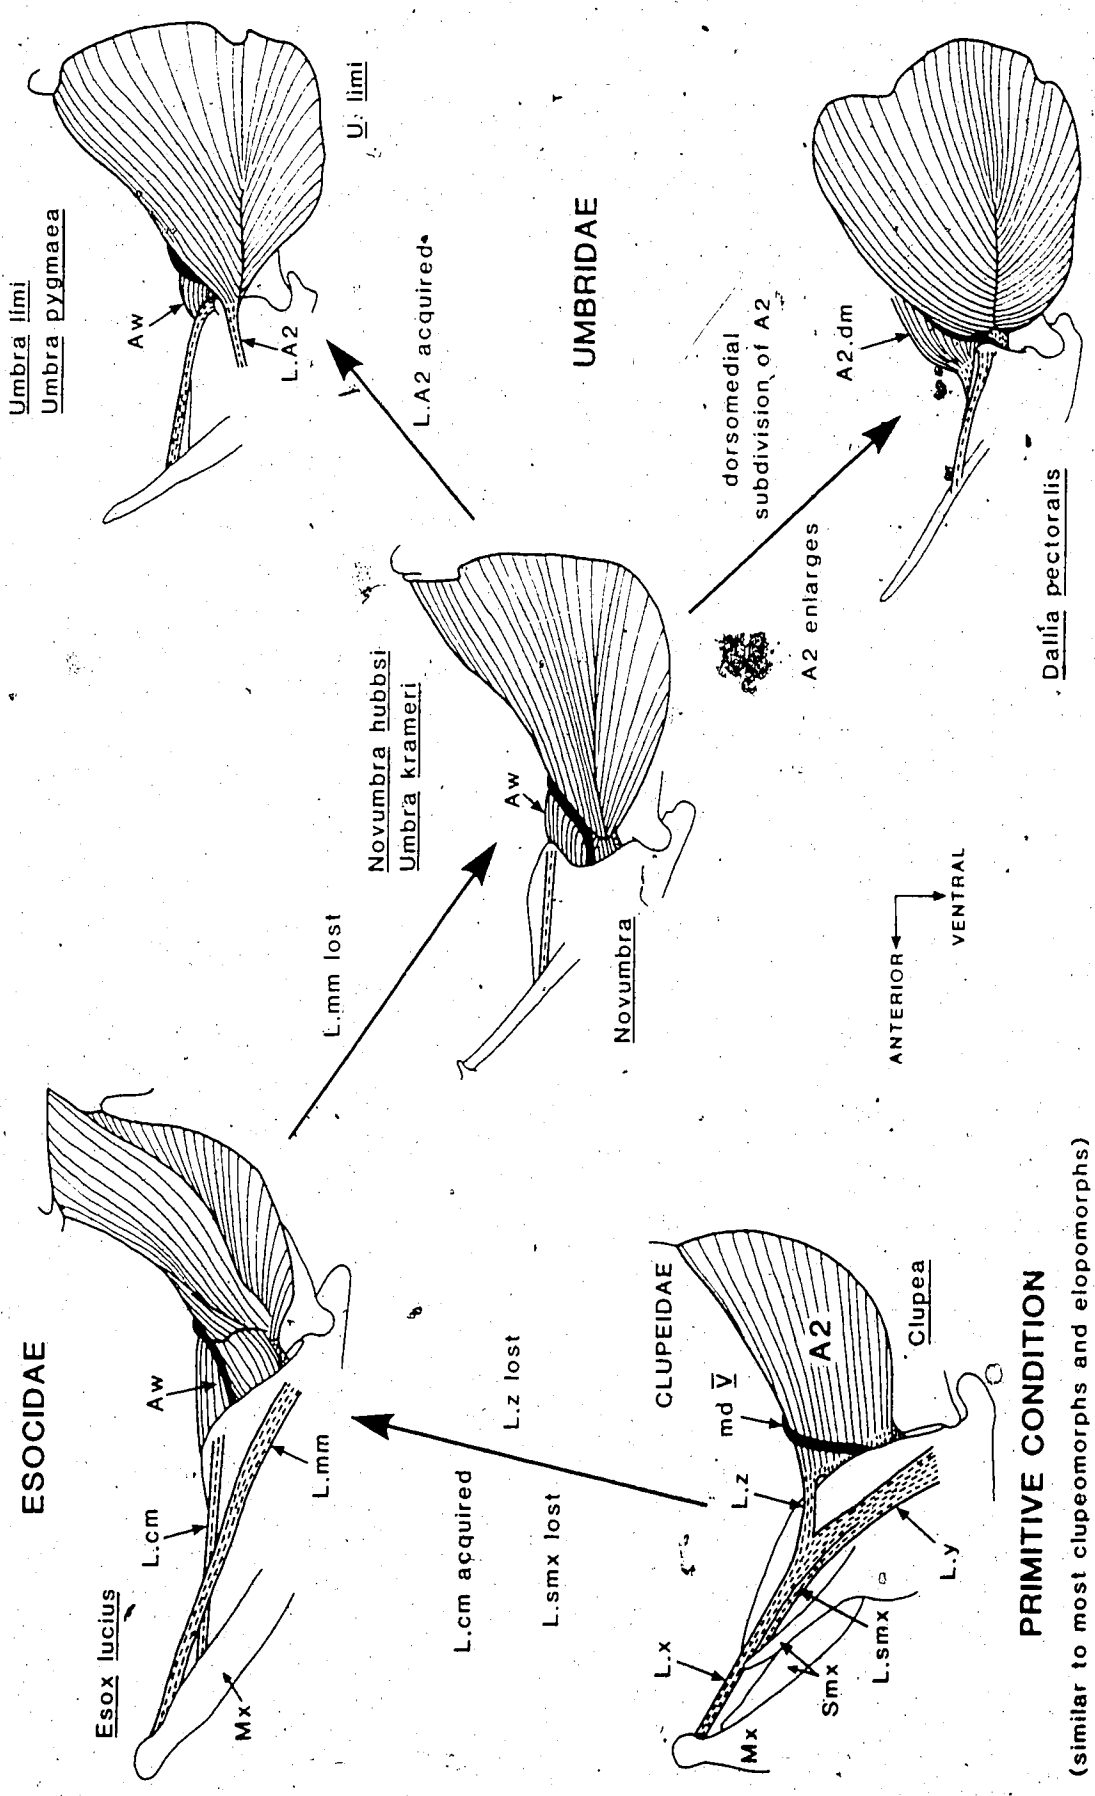 ESOCIDAE
Esox lucius
L.cm
Aw
Mx
L.mm
L.cm acquired
L.smx lost
L.z lost
CLUPEIDAE
md V
L.z
L.x
A2
Mx
Smx
L.smx
L.y
Clupea
PRIMITIVE CONDITION
(similar to most clupeomorphs and elopomorphs)
L.mm lost
Novumbra hubbsi
Umbra krameri
Aw
Novumbra
ANTERIOR
VENTRAL
Umbra limi
Umbra pygmaea
Aw
L.A2
U. limi
L.A2 acquired
UMBRIDAE
dorsomedial
subdivision of A2
A2 enlarges
A2.dm
Dallia pectoralis